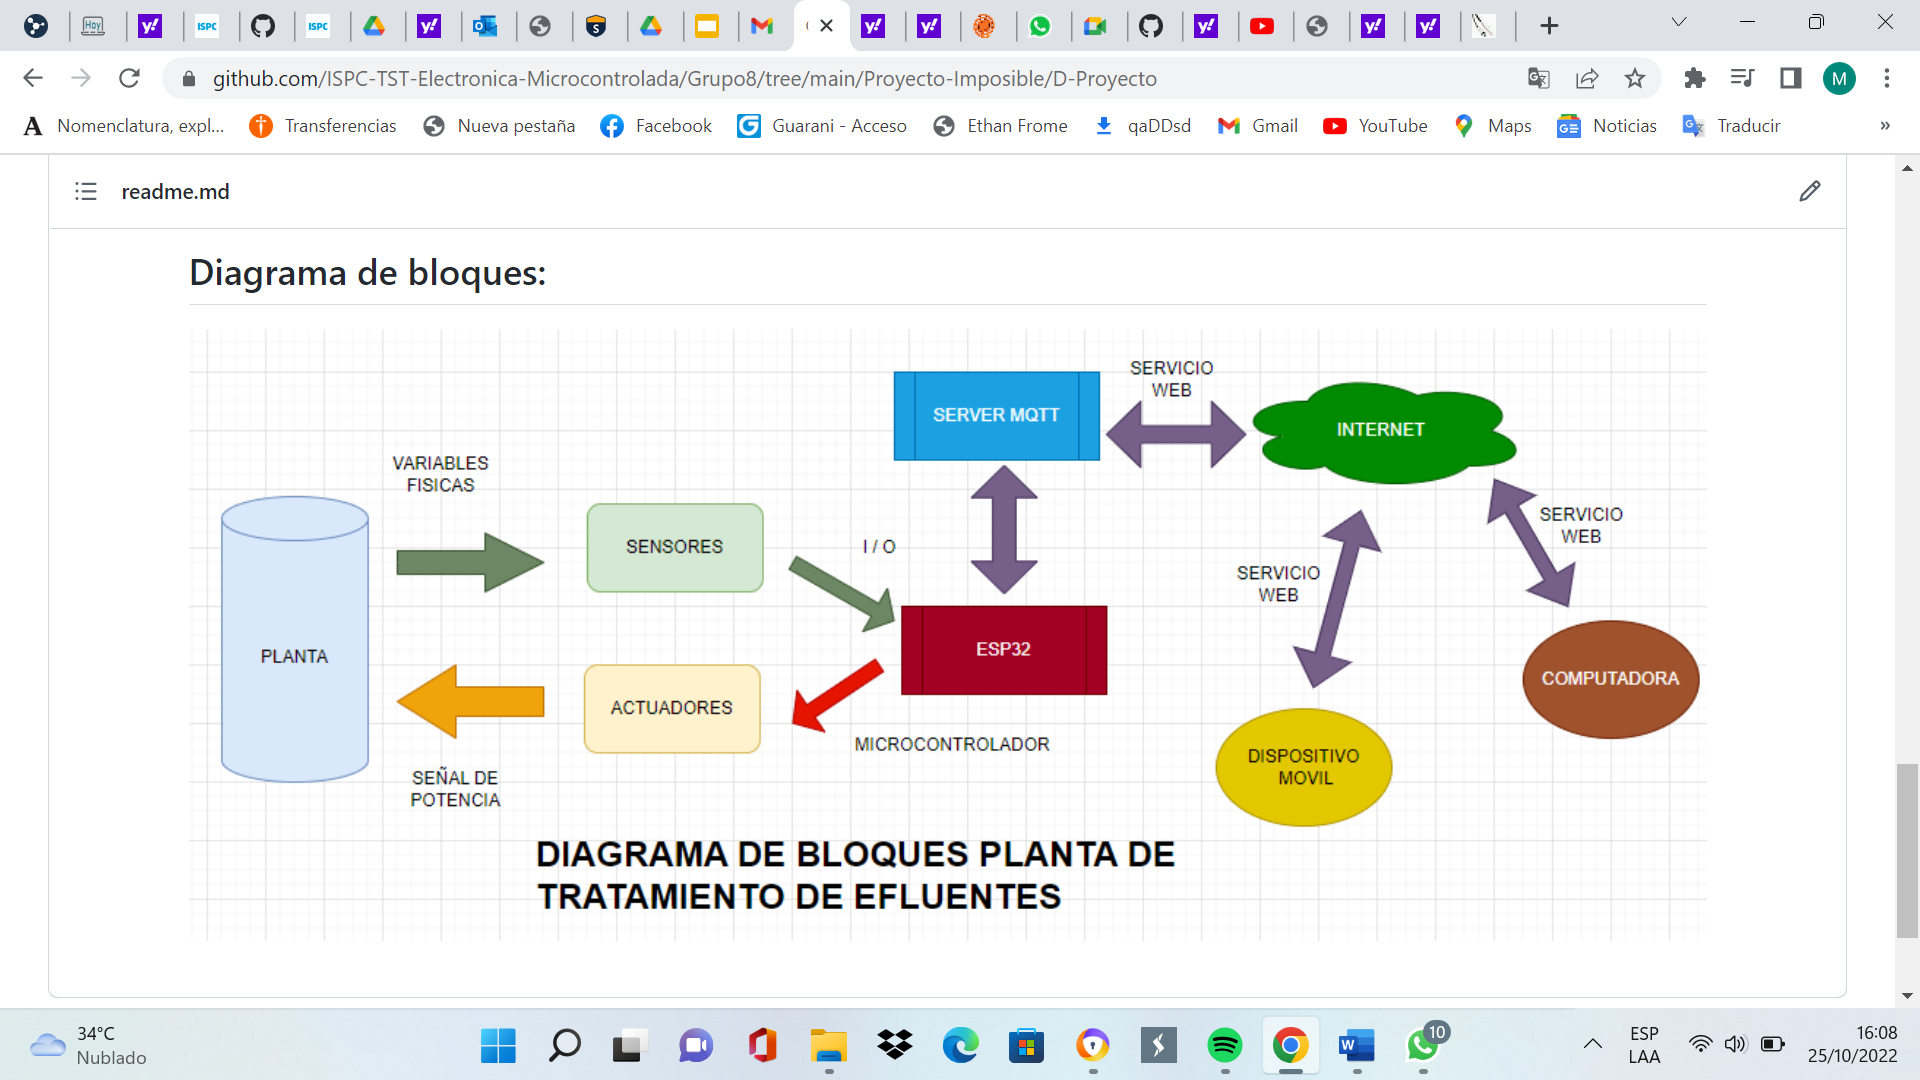 Hoy
ISPC
ISPC
github.com/ISPC-TST-Electronica-Microcontrolada/Grupo8/tree/main/Proyecto-Imposible/D-Proyecto
M
Nomenclatura, expl... Transferencias Nueva pestaña Facebook Guarani - Acceso Ethan Frome qaDDsd Gmail YouTube Maps Noticias Traducir »
readme.md
Diagrama de bloques:
SERVICIO
WEB
SERVER MQTT
INTERNET
VARIABLES
FISICAS
SERVICIO
WEB
SENSORES
I / O
SERVICIO
WEB
PLANTA
ESP32
COMPUTADORA
ACTUADORES
MICROCONTROLADOR
DISPOSITIVO
MOVIL
SEÑAL DE
POTENCIA
DIAGRAMA DE BLOQUES PLANTA DE
TRATAMIENTO DE EFLUENTES
34°C
Nublado
10
ESP
LAA
16:08
25/10/2022